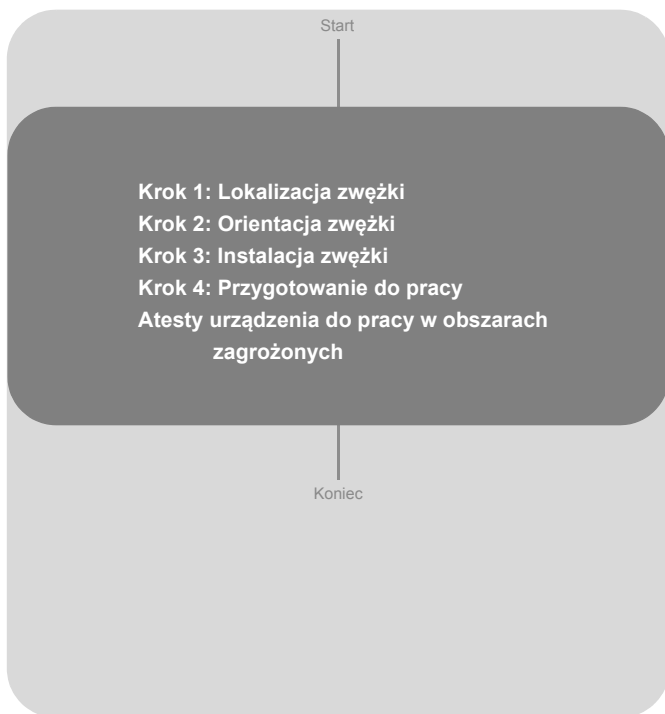 Start
Krok 1: Lokalizacja zwężki
Krok 2: Orientacja zwężki
Krok 3: Instalacja zwężki
Krok 4: Przygotowanie do pracy
Atesty urządzenia do pracy w obszarach
zagrożonych
Koniec